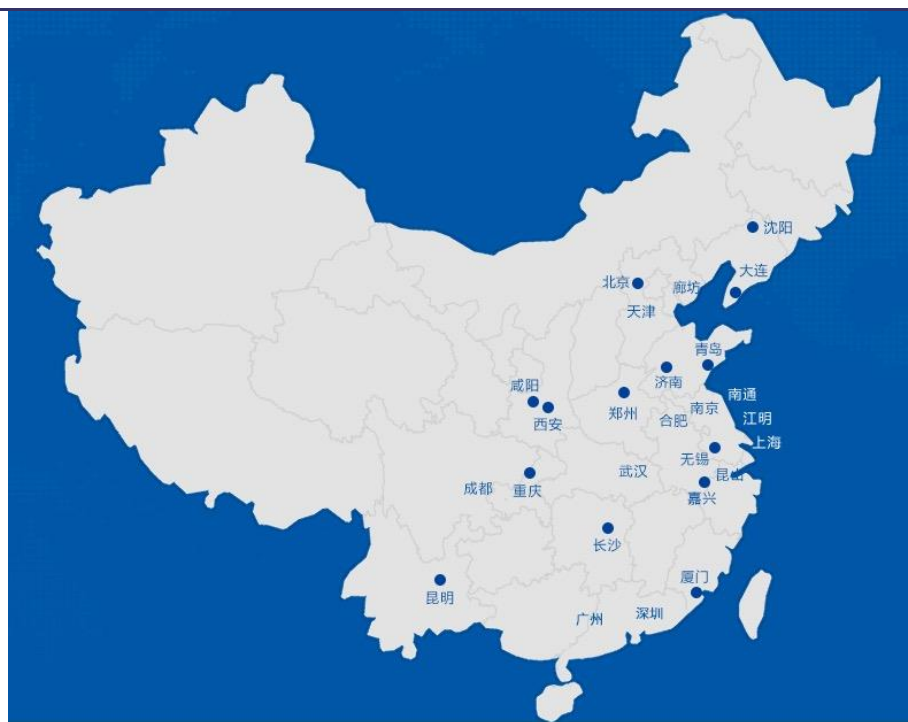 沈阳
大连
北京
廊坊
天津
青岛
济南
咸阳
南通
郑州
南京
江明
合肥
西安
上海
无锡
武汉
昆山
成都
重庆
嘉兴
长沙
厦门
昆明
深圳
广州